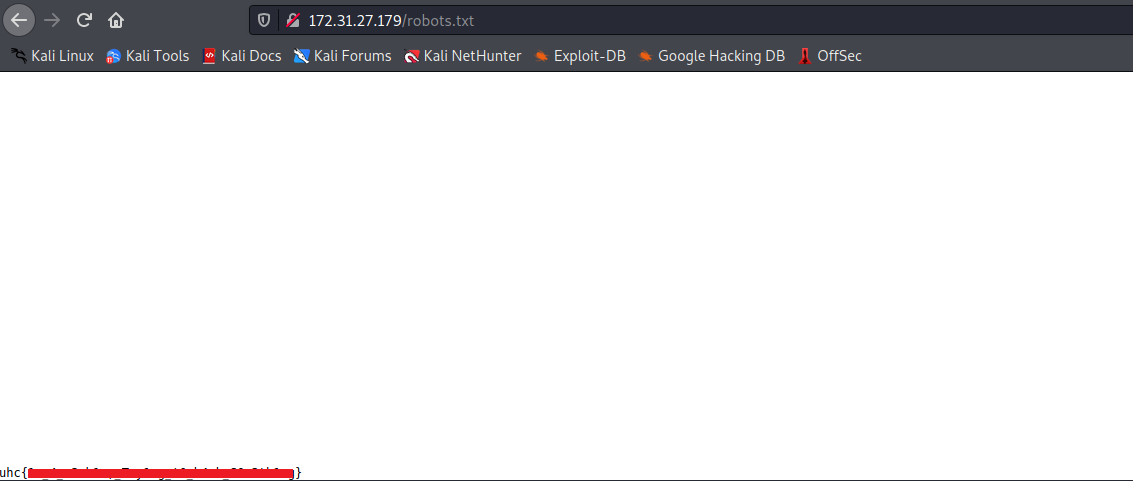 172.31.27.179/robots.txt
Kali Linux Kali Tools Kali Docs Kali Forums Kali NetHunter Exploit-DB Google Hacking DB OffSec
uhc{ }